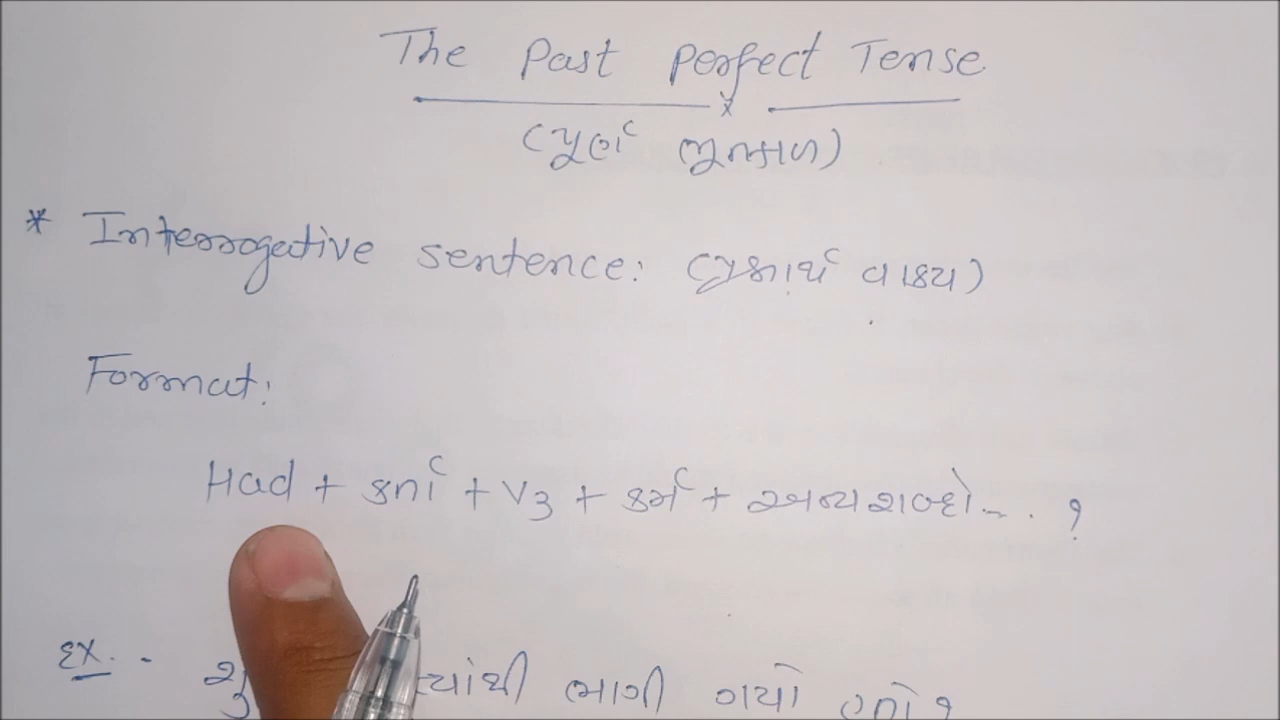 The Past Perfect Tense
(પૂર્ણ ભૂતકાળ)
* Interrogative sentence: (પ્રશ્નાર્થ વાક્ય)
Format:
Had + કર્તા + V3 + કર્મ + અન્ય શબ્દો... ?
Ex. - શુ ત્યાંથી ભાગી ગયો હતો?